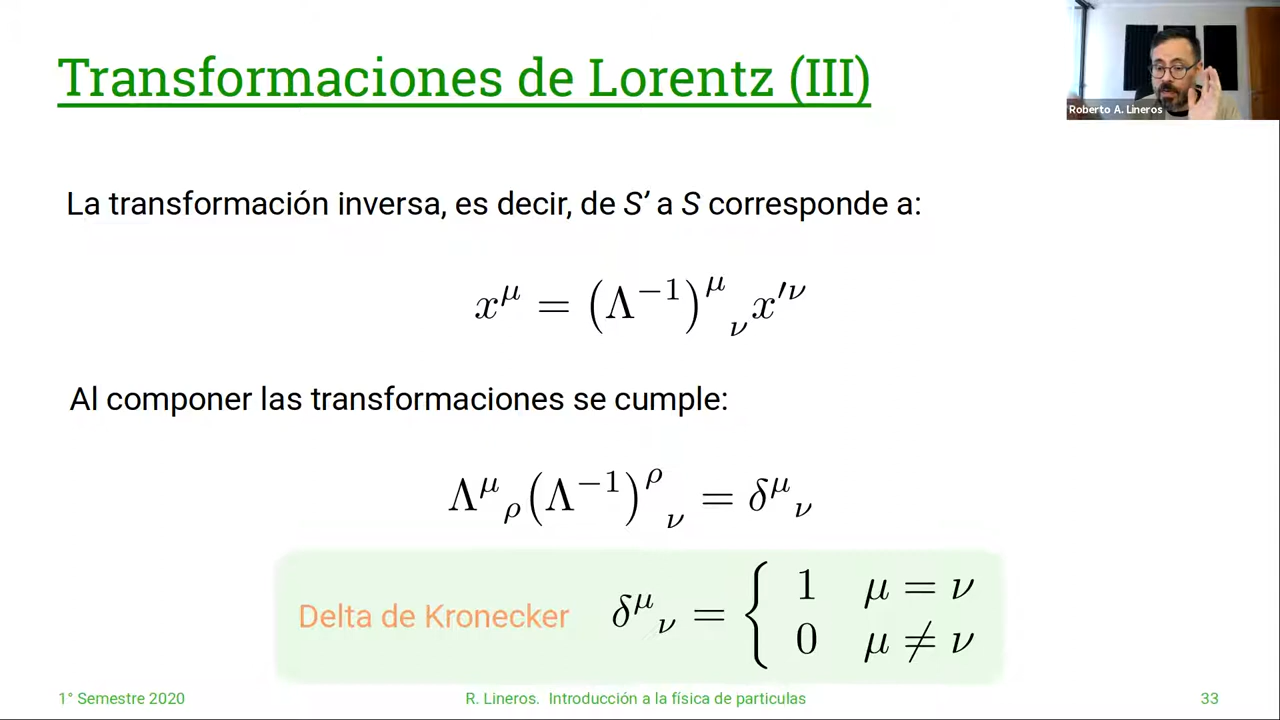 Transformaciones de Lorentz (III)
Roberto A. Lineros
La transformación inversa, es decir, de S’ a S corresponde a:
x^μ = (Λ^{-1})^μ_ν x'^ν
Al componer las transformaciones se cumple:
Λ^μ_ρ (Λ^{-1})^ρ_ν = δ^μ_ν
Delta de Kronecker δ^μ_ν = { 1 μ = ν
0 μ ≠ ν
1° Semestre 2020 R. Lineros. Introducción a la física de particulas 33